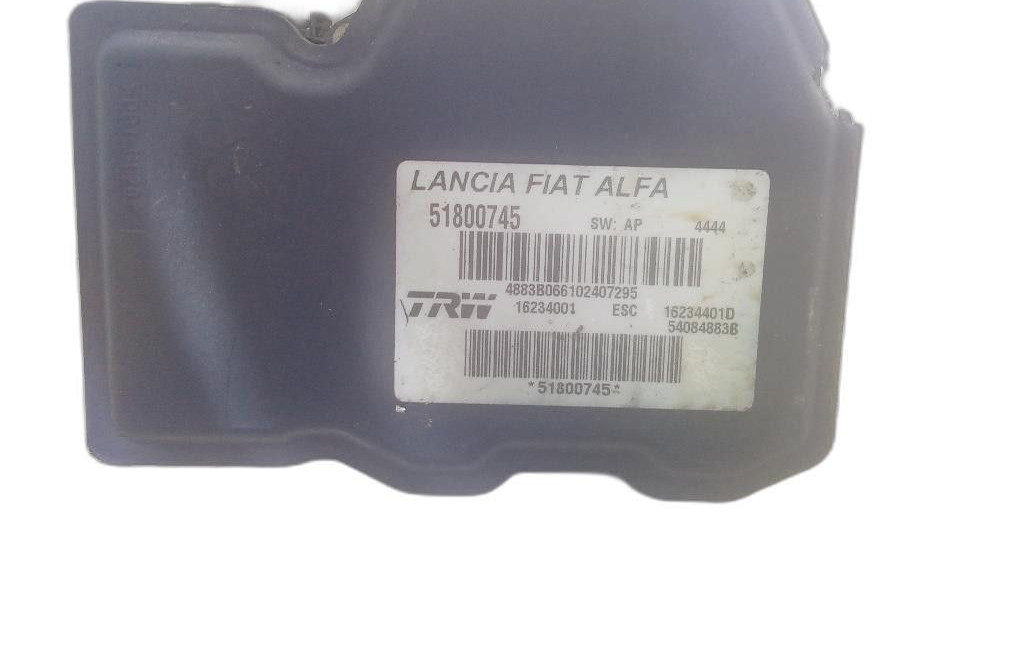 LANCIA FIAT ALFA
51800745 SW: AP 4444
4883B066102407295
TRW 16234001 ESC 16234401D
54084883B
*51800745*